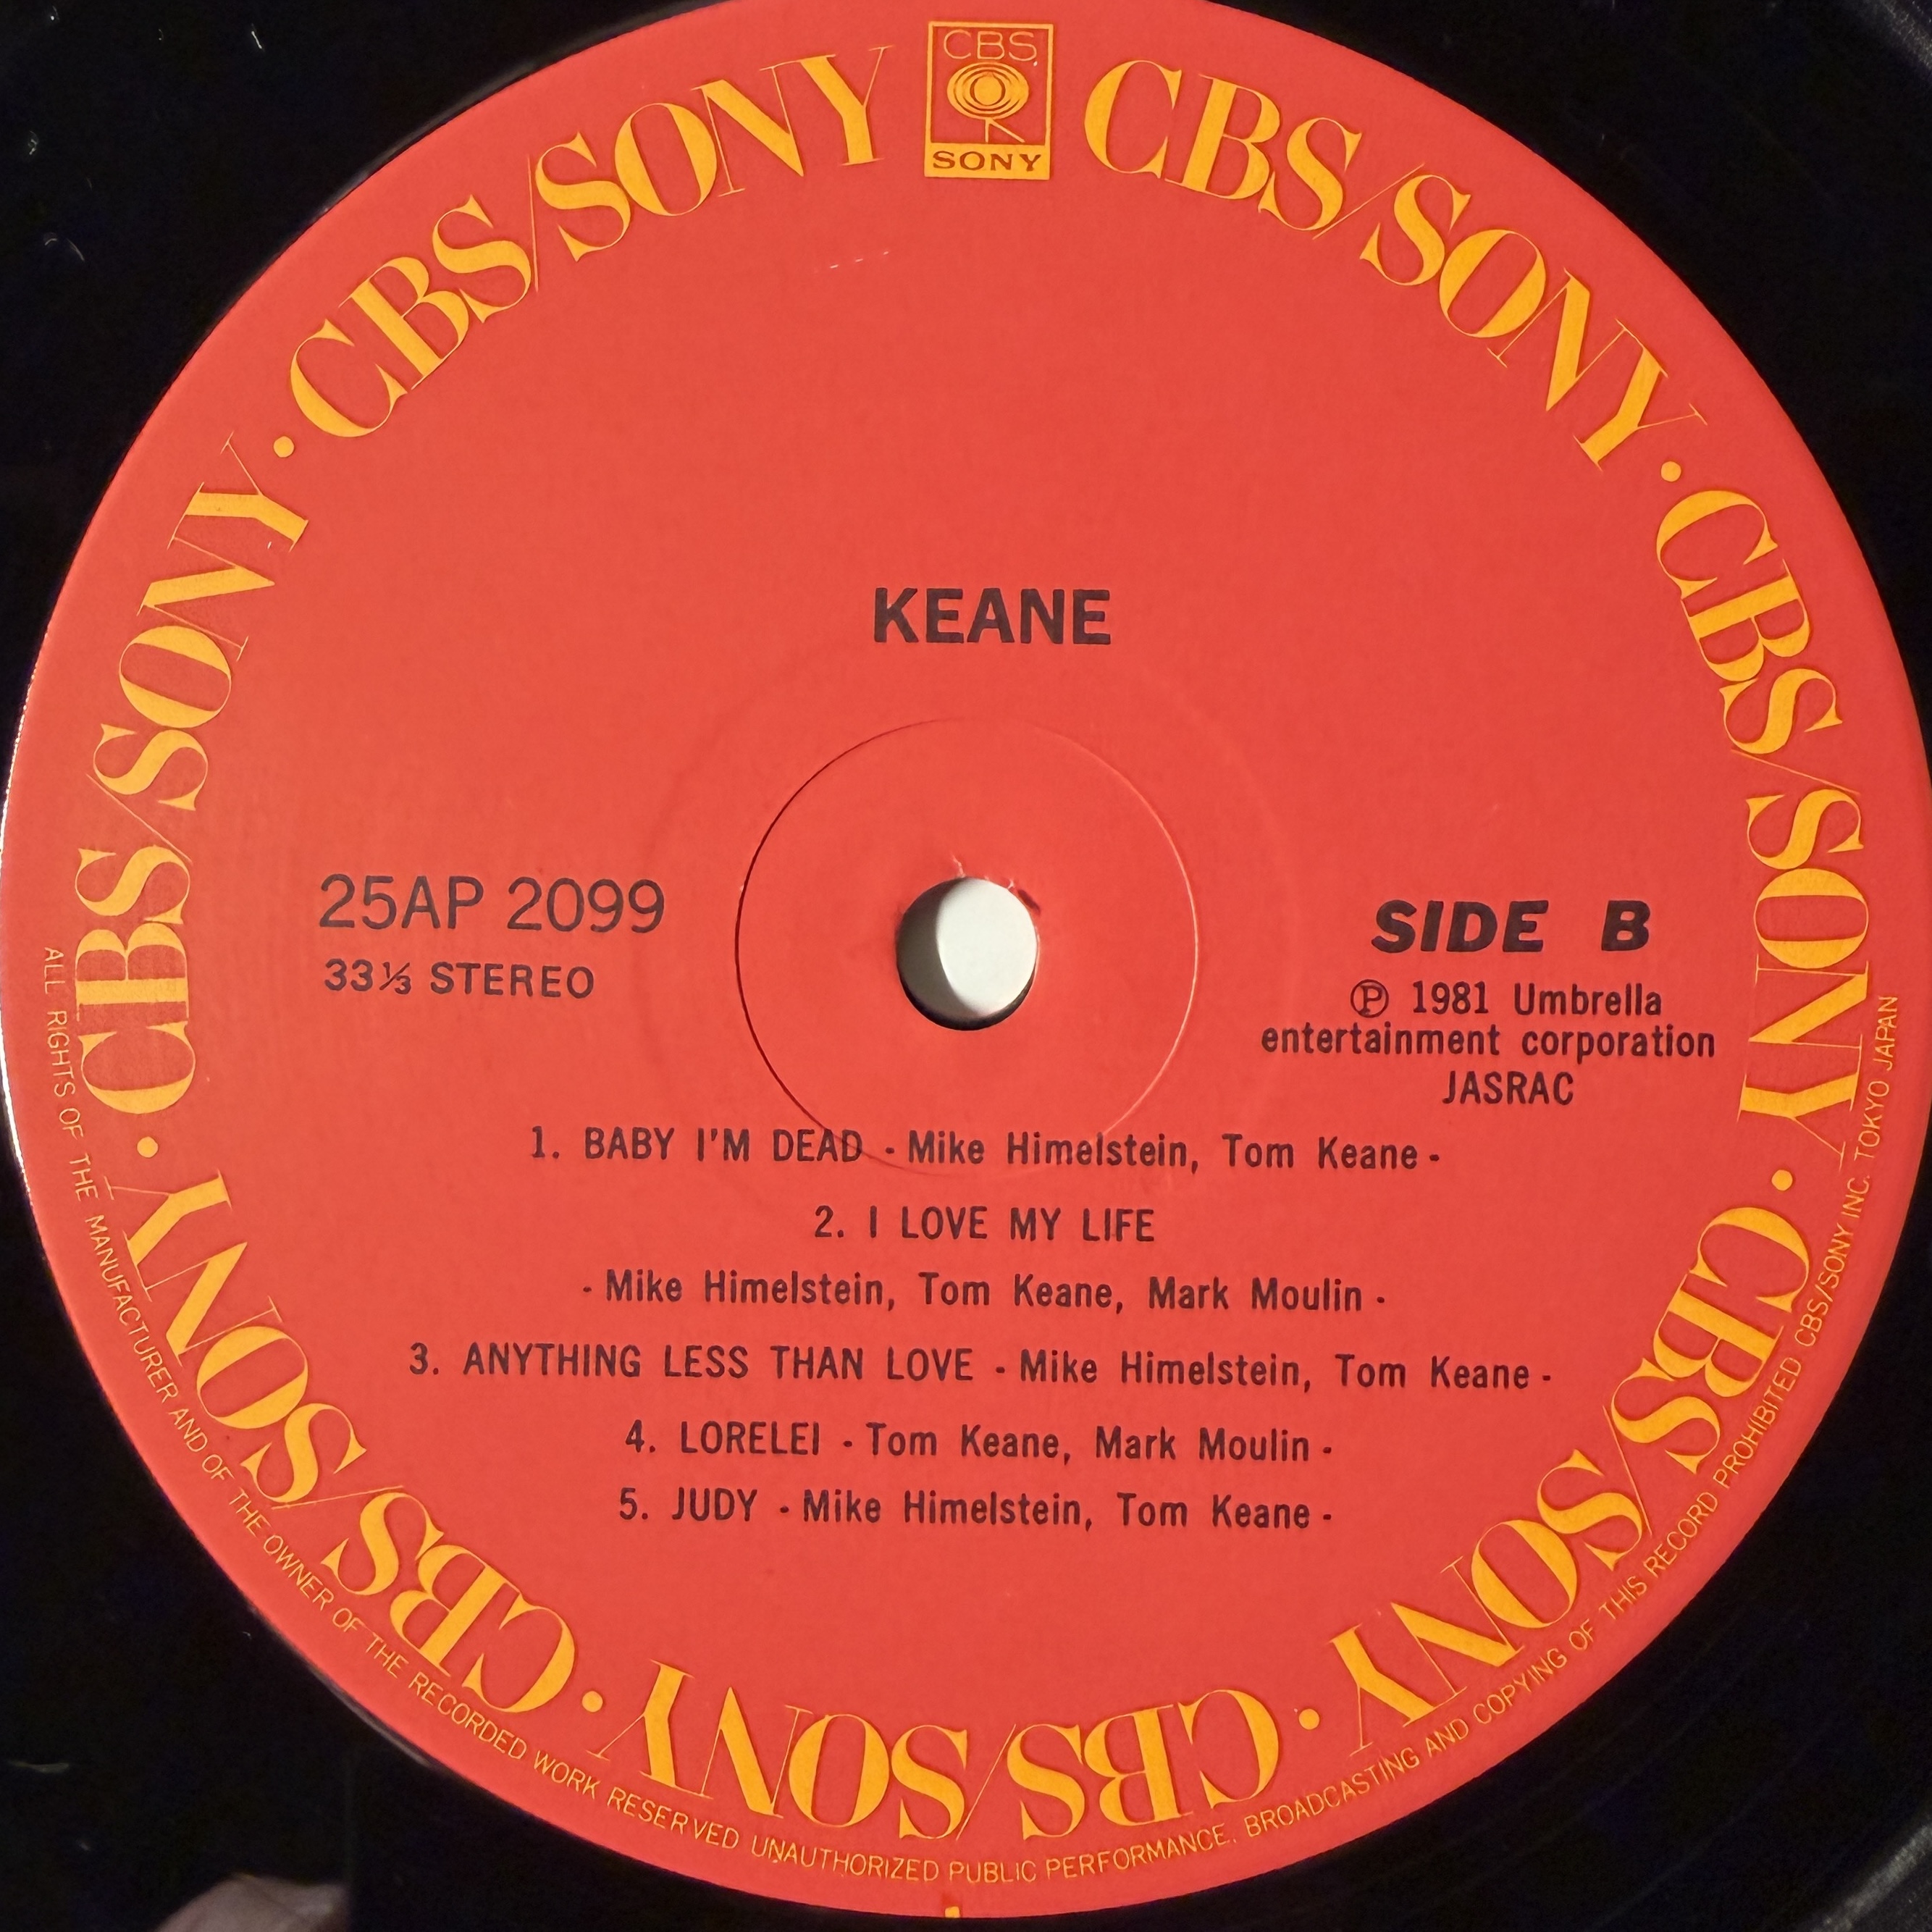 CBS
SONY
CBS/SONY · CBS/SONY · CBS/SONY · CBS/SONY · CBS/SONY · CBS/SONY · CBS/SONY
KEANE
25AP 2099
33⅓ STEREO
SIDE B
Ⓟ 1981 Umbrella
entertainment corporation
JASRAC
1. BABY I'M DEAD - Mike Himelstein, Tom Keane -
2. I LOVE MY LIFE
- Mike Himelstein, Tom Keane, Mark Moulin -
3. ANYTHING LESS THAN LOVE - Mike Himelstein, Tom Keane -
4. LORELEI - Tom Keane, Mark Moulin -
5. JUDY - Mike Himelstein, Tom Keane -
ALL RIGHTS OF THE MANUFACTURER AND OF THE OWNER OF THE RECORDED WORK RESERVED UNAUTHORIZED PUBLIC PERFORMANCE. BROADCASTING AND COPYING OF THIS RECORD PROHIBITED CBS/SONY INC. TOKYO JAPAN